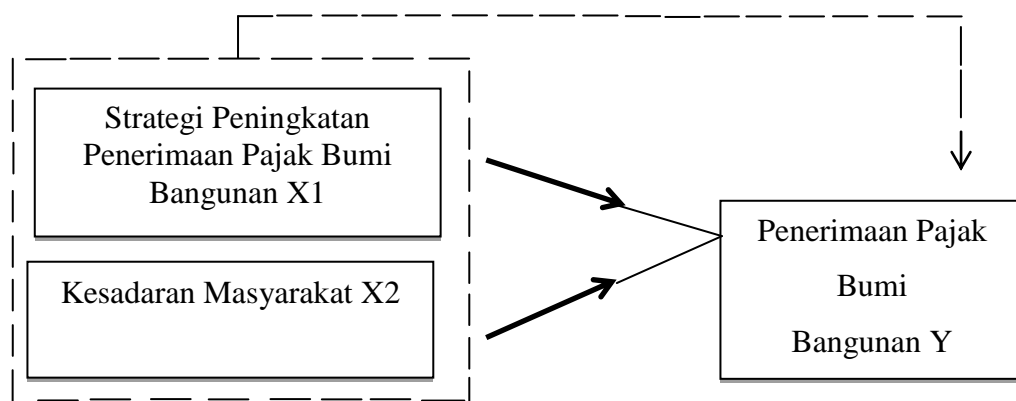 Strategi Peningkatan
Penerimaan Pajak Bumi
Bangunan X1
Kesadaran Masyarakat X2
Penerimaan Pajak
Bumi
Bangunan Y